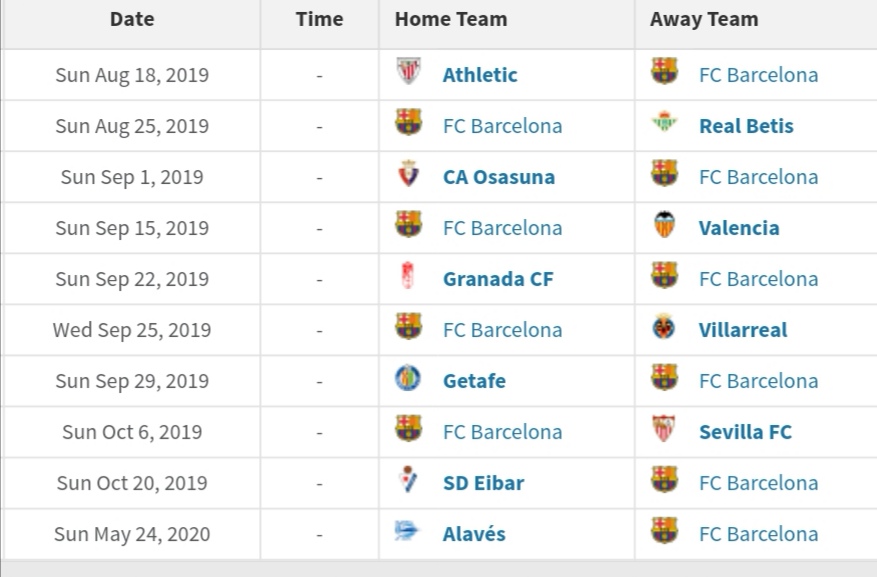 Date Time Home Team Away Team
Sun Aug 18, 2019 - Athletic FC Barcelona
Sun Aug 25, 2019 - FC Barcelona Real Betis
Sun Sep 1, 2019 - CA Osasuna FC Barcelona
Sun Sep 15, 2019 - FC Barcelona Valencia
Sun Sep 22, 2019 - Granada CF FC Barcelona
Wed Sep 25, 2019 - FC Barcelona Villarreal
Sun Sep 29, 2019 - Getafe FC Barcelona
Sun Oct 6, 2019 - FC Barcelona Sevilla FC
Sun Oct 20, 2019 - SD Eibar FC Barcelona
Sun May 24, 2020 - Alavés FC Barcelona